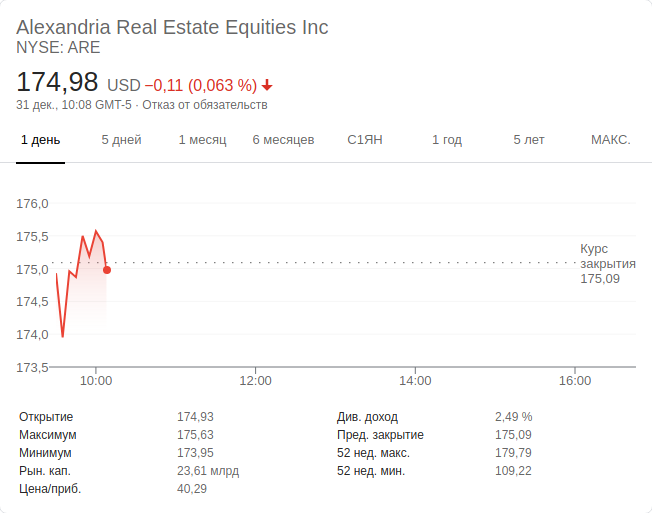 Alexandria Real Estate Equities Inc
NYSE: ARE
174,98 USD −0,11 (0,063 %)
31 дек., 10:08 GMT-5 · Отказ от обязательств
1 день 5 дней 1 месяц 6 месяцев С1ЯН 1 год 5 лет МАКС.
176,0
175,5
175,0
174,5
174,0
173,5
Курс
закрытия
175,09
10:00 12:00 14:00 16:00
Открытие 174,93 Див. доход 2,49 %
Максимум 175,63 Пред. закрытие 175,09
Минимум 173,95 52 нед. макс. 179,79
Рын. кап. 23,61 млрд 52 нед. мин. 109,22
Цена/приб. 40,29